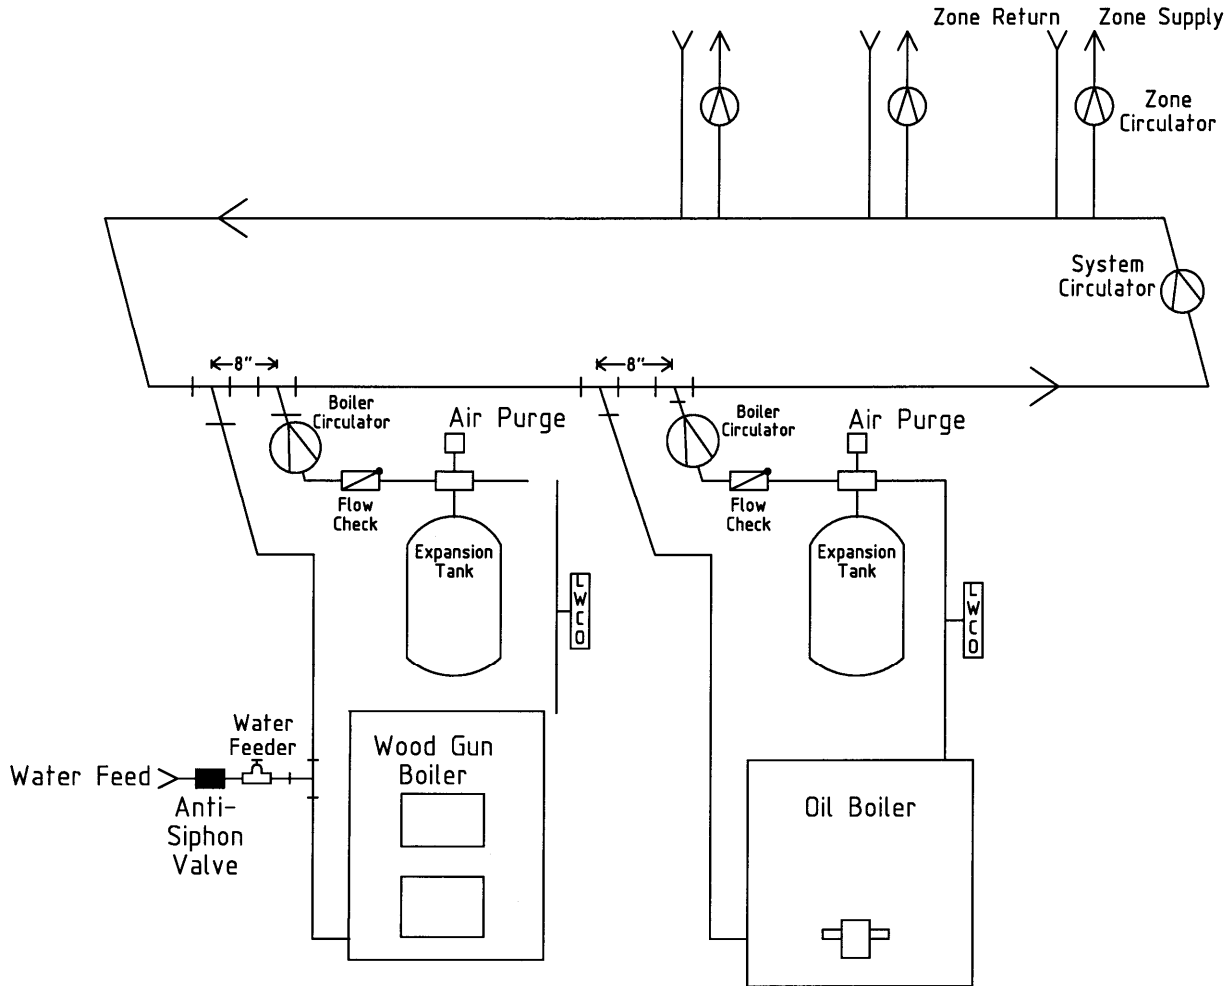 Zone Return
Zone Supply
Zone
Circulator
System
Circulator
8"
8"
Boiler
Circulator
Air Purge
Boiler
Circulator
Air Purge
Flow
Check
Flow
Check
Expansion
Tank
Expansion
Tank
L
W
C
O
L
W
C
O
Water
Feeder
Water Feed
Anti-
Siphon
Valve
Wood Gun
Boiler
Oil Boiler